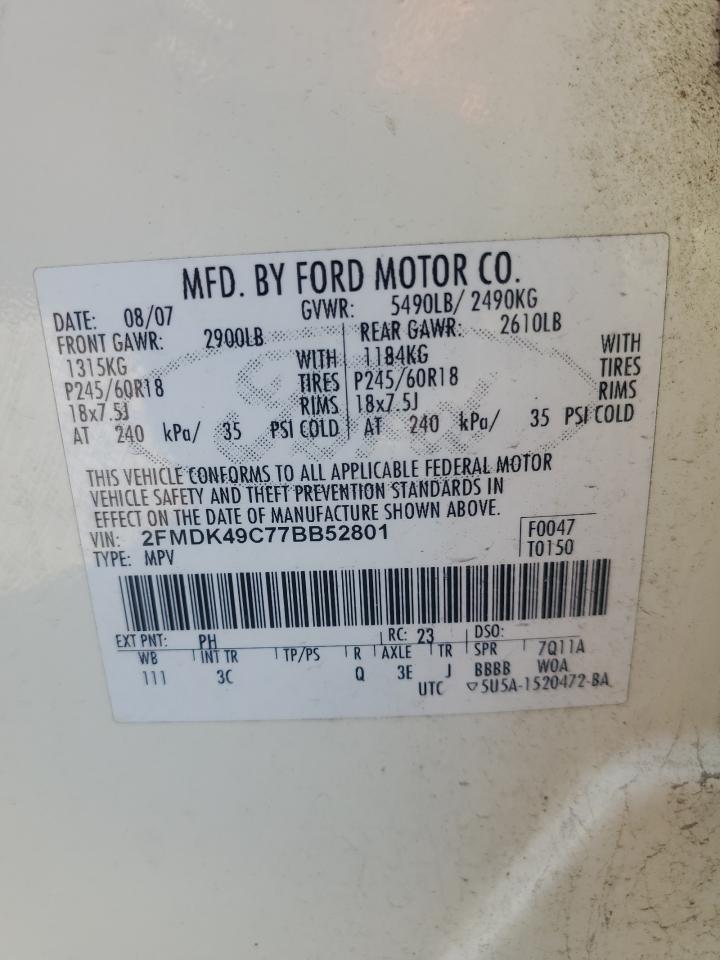 MFD. BY FORD MOTOR CO.
DATE: 08/07 GVWR: 5490LB/ 2490KG
FRONT GAWR: 2900LB REAR GAWR: 2610LB
1315KG WITH 1184KG WITH
P245/60R18 TIRES P245/60R18 TIRES
18x7.5J RIMS 18x7.5J RIMS
AT 240 kPa/ 35 PSI COLD AT 240 kPa/ 35 PSI COLD
THIS VEHICLE CONFORMS TO ALL APPLICABLE FEDERAL MOTOR
VEHICLE SAFETY AND THEFT PREVENTION STANDARDS IN
EFFECT ON THE DATE OF MANUFACTURE SHOWN ABOVE.
VIN: 2FMDK49C77BB52801 F0047
TYPE: MPV T0150
EXT PNT: PH RC: 23 DSO:
WB INT TR TP/PS R AXLE TR SPR 7Q11A
111 3C Q 3E J BBBB WOA
UTC ▽5U5A-1520472-BA